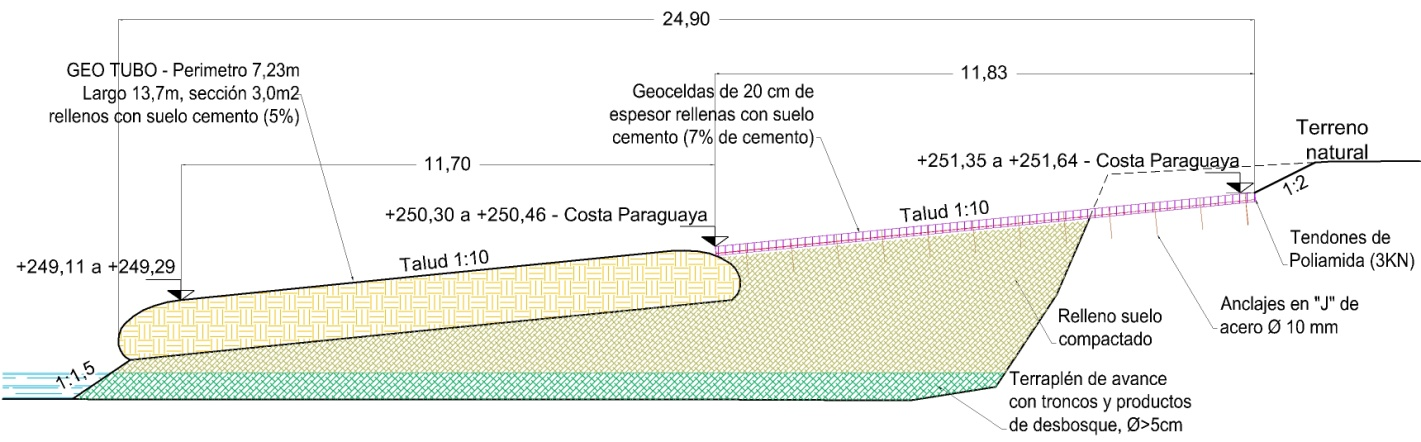 24,90
GEO TUBO - Perimetro 7,23m
Largo 13,7m, sección 3,0m2
rellenos con suelo cemento (5%)
11,83
Geoceldas de 20 cm de
espesor rellenas con suelo
cemento (7% de cemento)
Terreno
natural
11,70
+251,35 a +251,64 - Costa Paraguaya
1:2
+250,30 a +250,46 - Costa Paraguaya
Talud 1:10
+249,11 a +249,29
Talud 1:10
Tendones de
Poliamida (3KN)
Anclajes en "J" de
acero Ø 10 mm
Relleno suelo
compactado
1:1,5
Terraplén de avance
con troncos y productos
de desbosque, Ø>5cm